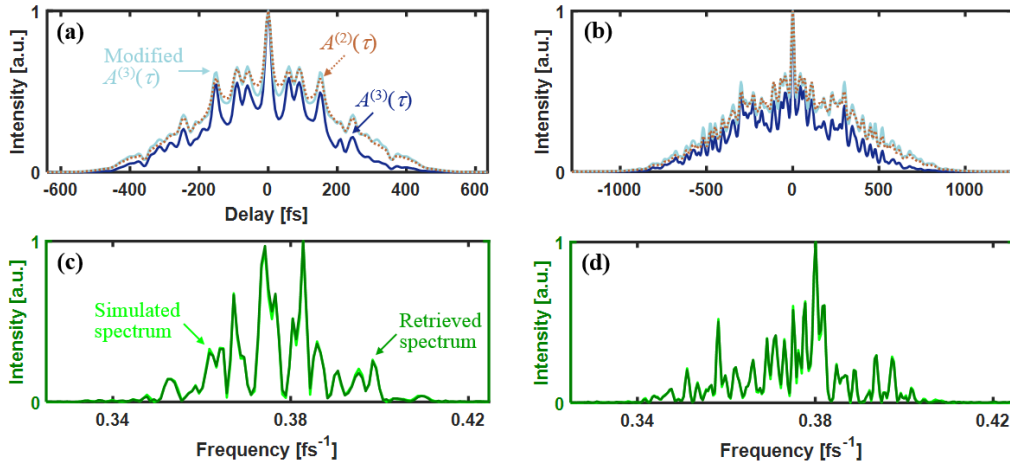 (a)
Intensity [a.u.]
1
0
Modified
A⁽³⁾(τ)
A⁽²⁾(τ)
A⁽³⁾(τ)
-600 -400 -200 0 200 400 600
Delay [fs]
(b)
Intensity [a.u.]
1
0
-1000 -500 0 500 1000
(c)
Intensity [a.u.]
1
0
Simulated
spectrum
Retrieved
spectrum
0.34 0.38 0.42
Frequency [fs⁻¹]
(d)
Intensity [a.u.]
1
0
0.34 0.38 0.42
Frequency [fs⁻¹]